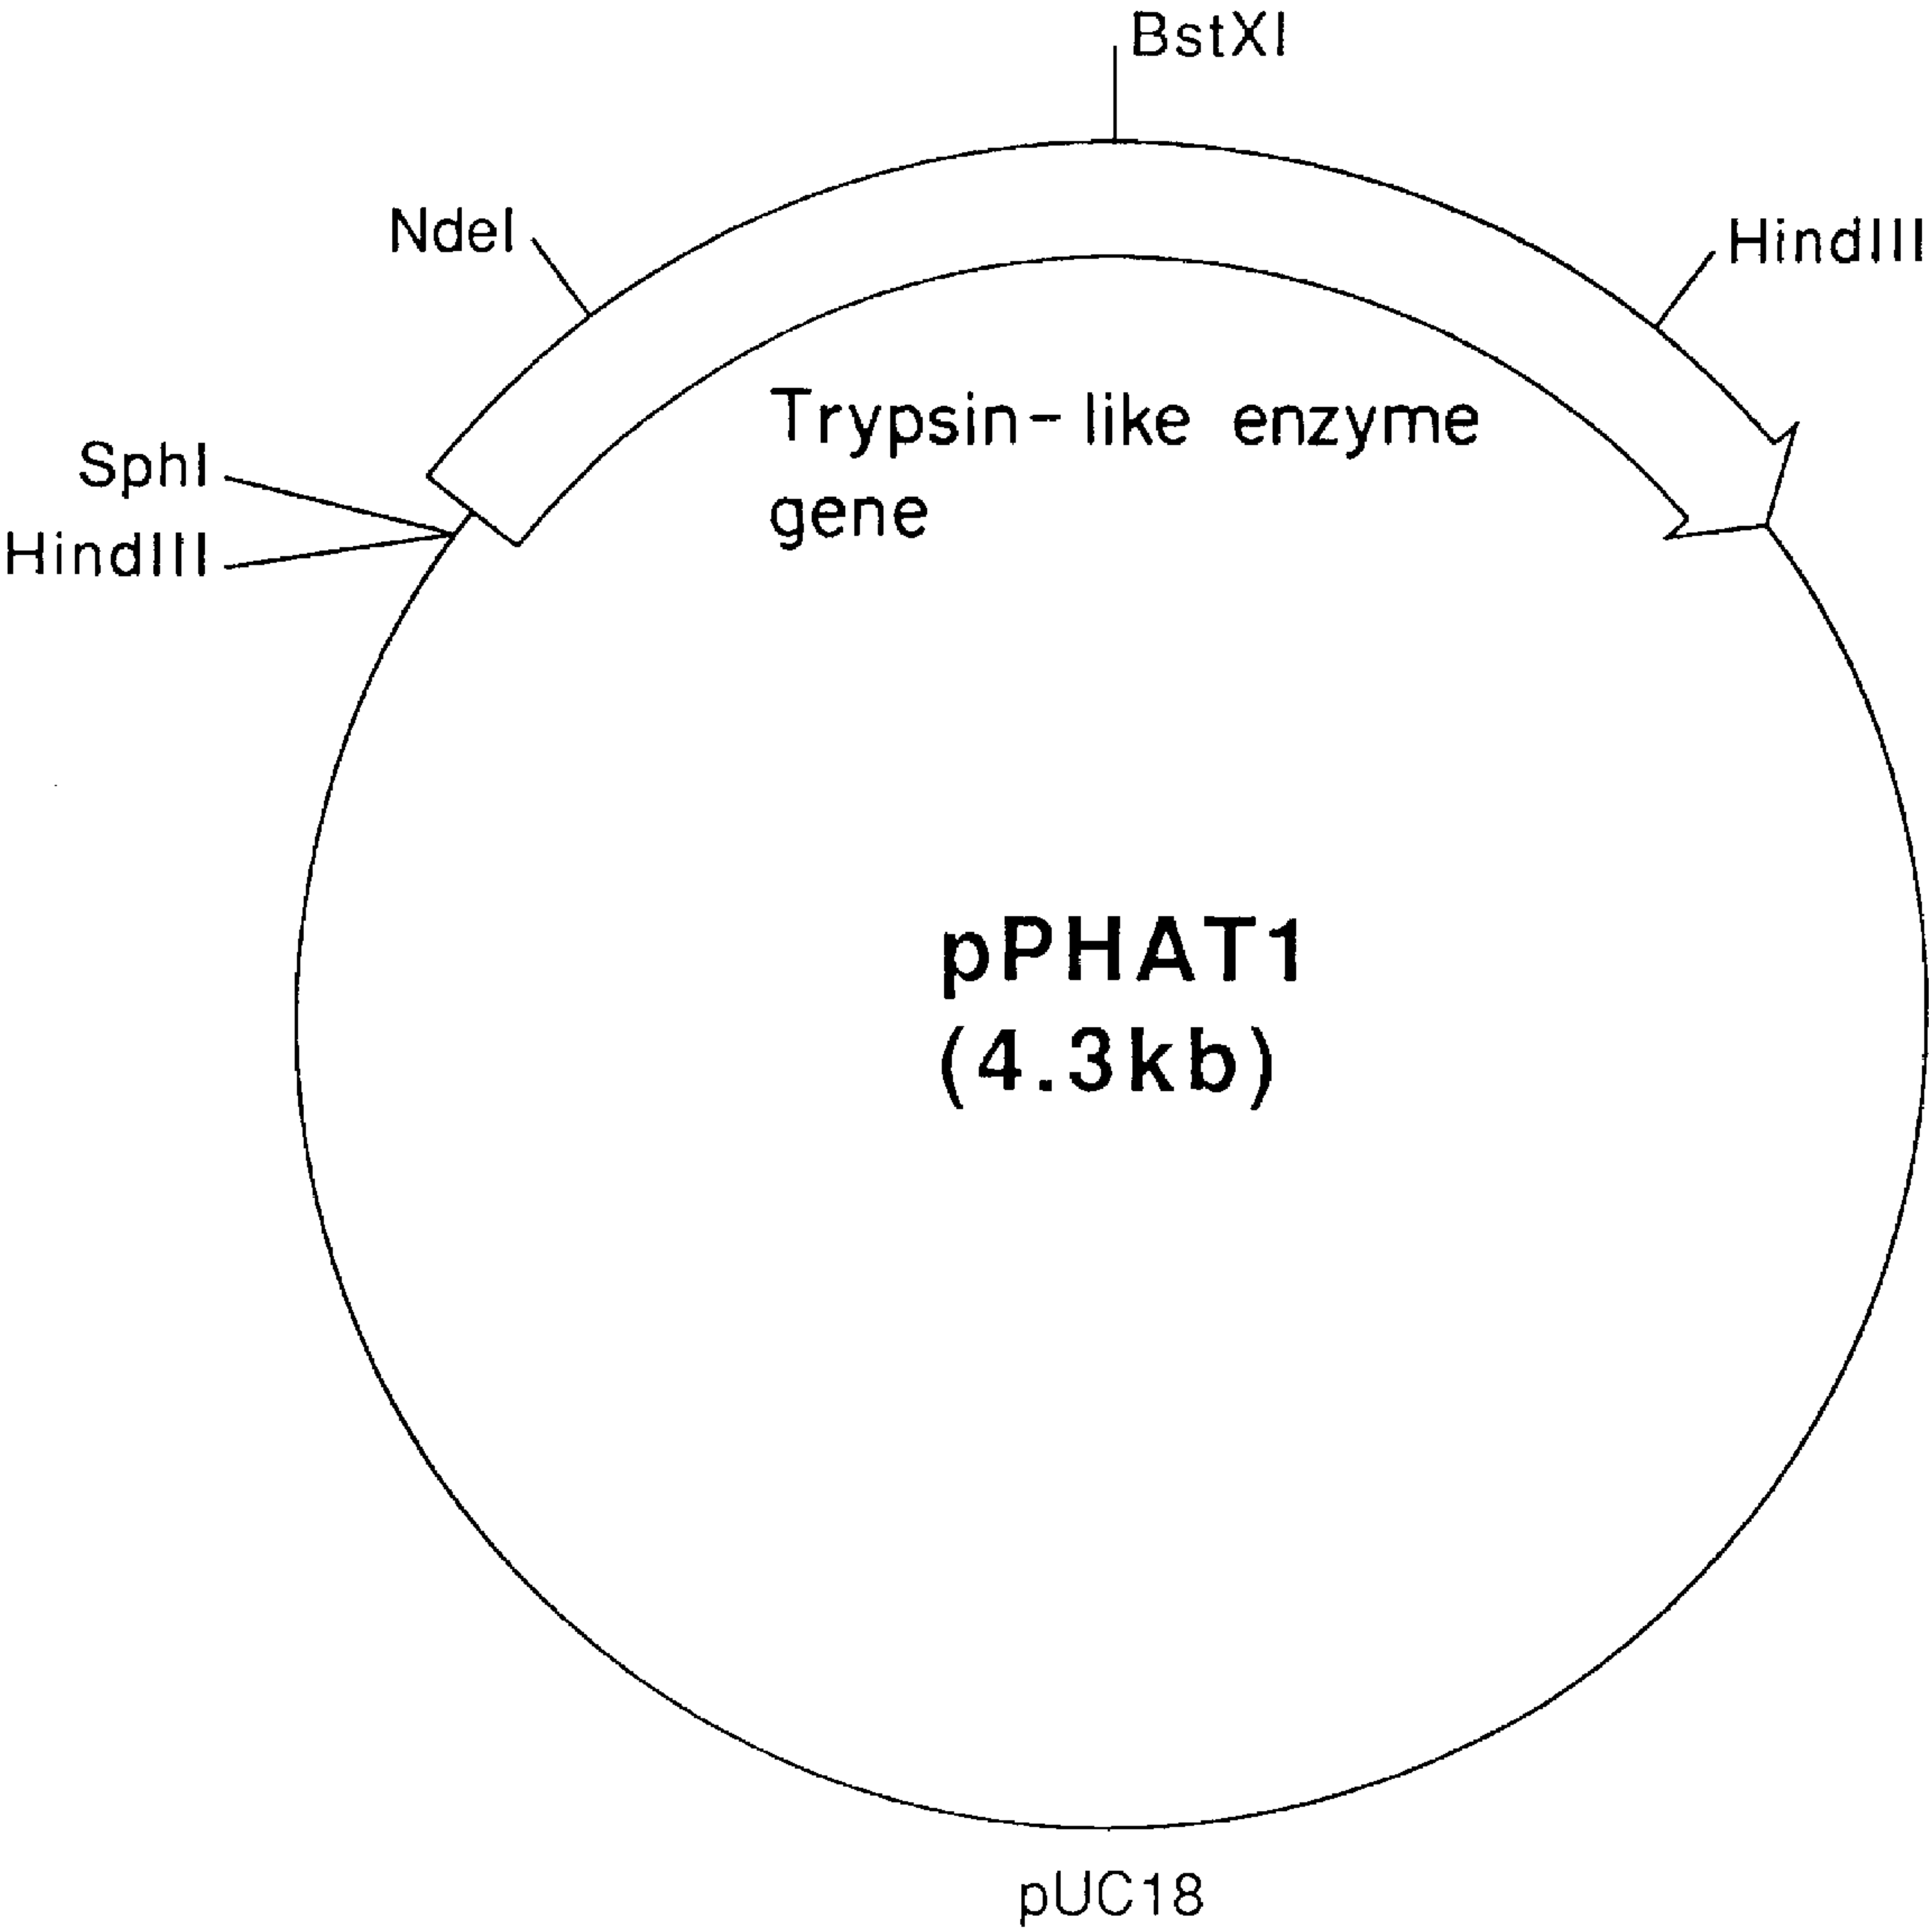 BstXI
NdeI
HindIII
Trypsin-like enzyme
gene
SphI
HindIII
pPHAT1
(4.3kb)
pUC18